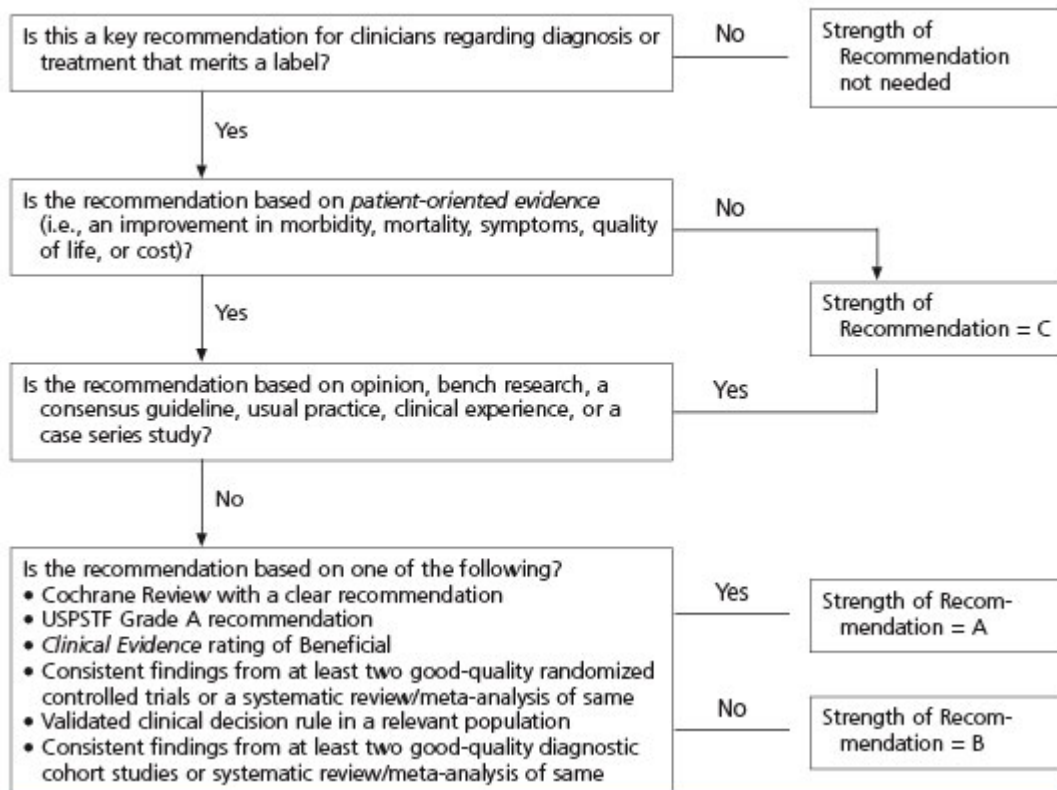 Is this a key recommendation for clinicians regarding diagnosis or
treatment that merits a label?
No
Strength of
Recommendation
not needed
Yes
Is the recommendation based on patient-oriented evidence
(i.e., an improvement in morbidity, mortality, symptoms, quality
of life, or cost)?
No
Strength of
Recommendation = C
Yes
Is the recommendation based on opinion, bench research, a
consensus guideline, usual practice, clinical experience, or a
case series study?
Yes
No
Is the recommendation based on one of the following?
• Cochrane Review with a clear recommendation
• USPSTF Grade A recommendation
• Clinical Evidence rating of Beneficial
• Consistent findings from at least two good-quality randomized
controlled trials or a systematic review/meta-analysis of same
• Validated clinical decision rule in a relevant population
• Consistent findings from at least two good-quality diagnostic
cohort studies or systematic review/meta-analysis of same
Yes
Strength of Recom-
mendation = A
No
Strength of Recom-
mendation = B